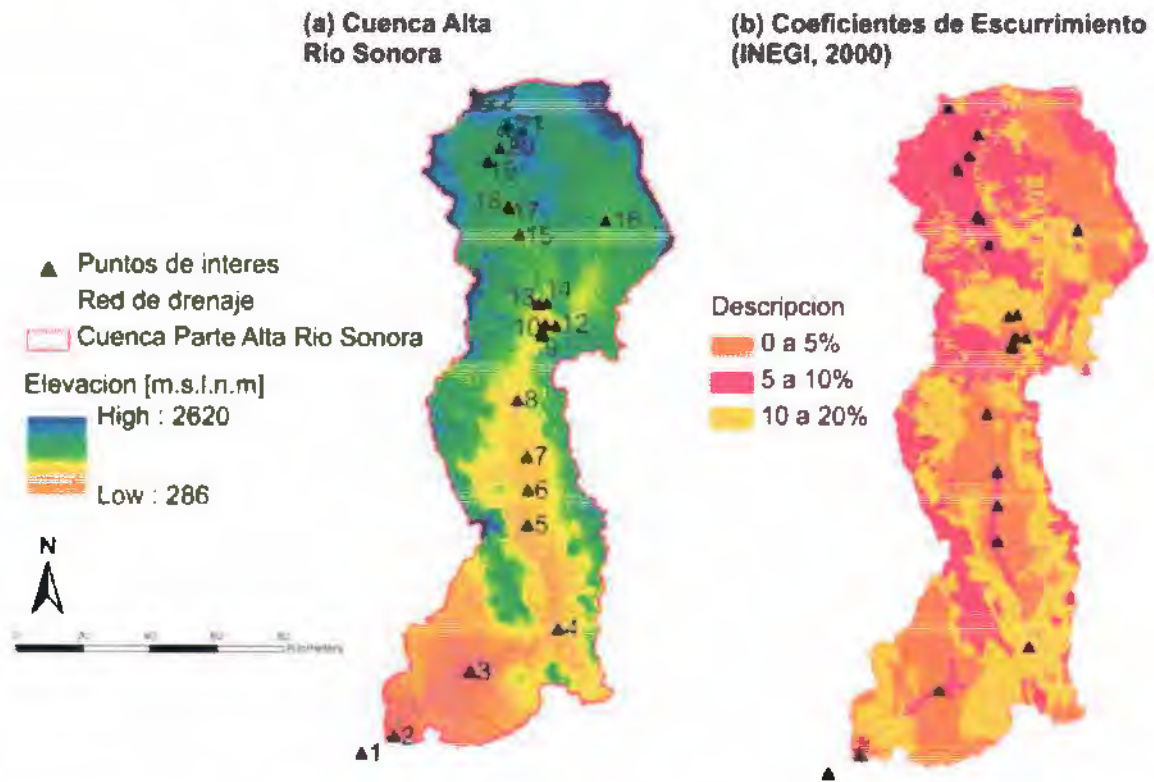 (a) Cuenca Alta
Rio Sonora
(b) Coeficientes de Escurrimiento
(INEGI, 2000)
Puntos de interes
Red de drenaje
Cuenca Parte Alta Rio Sonora
Elevacion [m.s.l.n.m]
High : 2620
Low : 286
N
Descripcion
0 a 5%
5 a 10%
10 a 20%
20
19
18
17
16
15
13
14
10
12
9
8
7
6
5
4
3
2
1